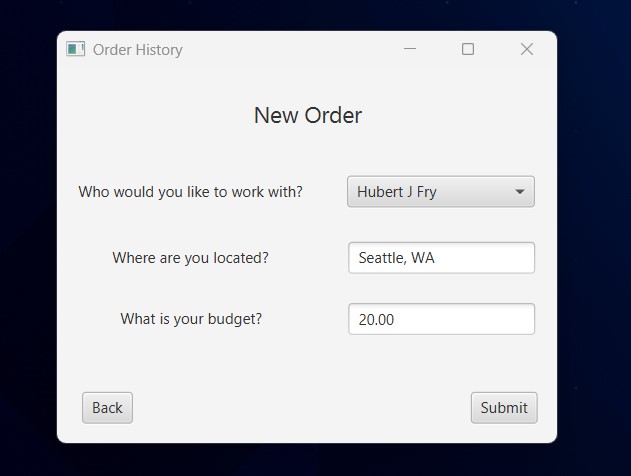 Order History
New Order
Who would you like to work with? Hubert J Fry
Where are you located? Seattle, WA
What is your budget? 20.00
Back Submit